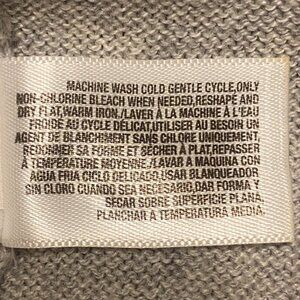 MACHINE WASH COLD GENTLE CYCLE,ONLY
NON-CHLORINE BLEACH WHEN NEEDED,RESHAPE AND
DRY FLAT,WARM IRON./LAVER À LA MACHINE À L'EAU
FROIDE AU CYCLE DÉLICAT,UTILISER AU BESOIN UN
AGENT DE BLANCHIMENT SANS CHLORE UNIQUEMENT,
REDONNER SA FORME ET SÉCHER À PLAT,REPASSER
À TEMPÉRATURE MOYENNE./LAVAR A MAQUINA CON
AGUA FRIA CICLO DELICADO,USAR BLANQUEADOR
SIN CLORO CUANDO SEA NECESARIO,DAR FORMA Y
SECAR SOBRE SUPERFICIE PLANA,
PLANCHAR A TEMPERATURA MEDIA.